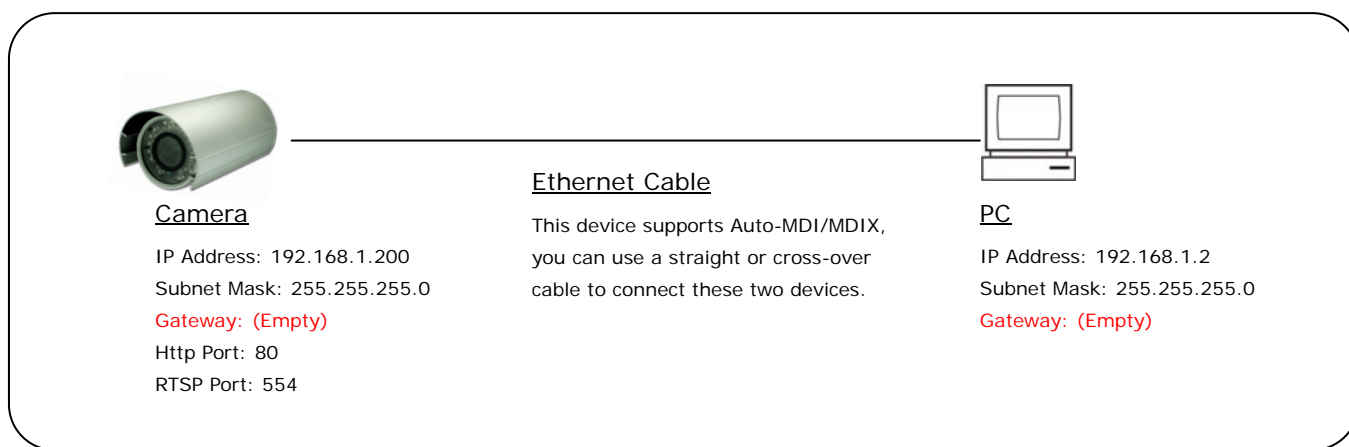 Camera
IP Address: 192.168.1.200
Subnet Mask: 255.255.255.0
Gateway: (Empty)
Http Port: 80
RTSP Port: 554
Ethernet Cable
This device supports Auto-MDI/MDIX,
you can use a straight or cross-over
cable to connect these two devices.
PC
IP Address: 192.168.1.2
Subnet Mask: 255.255.255.0
Gateway: (Empty)